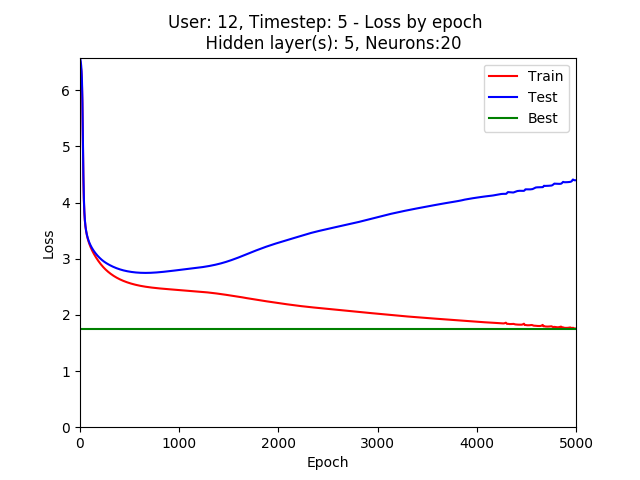 User: 12, Timestep: 5 - Loss by epoch
Hidden layer(s): 5, Neurons:20
Train
Test
Best
6
5
4
3
2
1
0
Loss
0
1000
2000
3000
4000
5000
Epoch